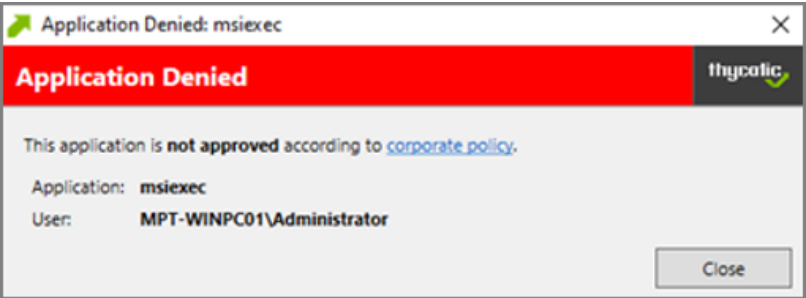 Application Denied: msiexec
Application Denied
thycotic
This application is not approved according to corporate policy.
Application: msiexec
User: MPT-WINPC01\Administrator
Close